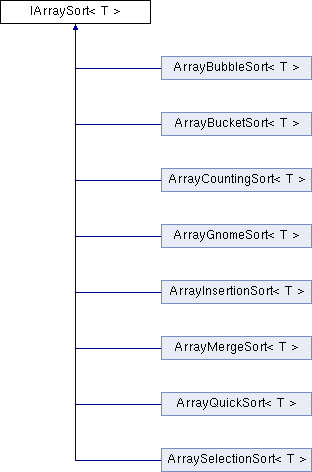 IArraySort< T >
ArrayBubbleSort< T >
ArrayBucketSort< T >
ArrayCountingSort< T >
ArrayGnomeSort< T >
ArrayInsertionSort< T >
ArrayMergeSort< T >
ArrayQuickSort< T >
ArraySelectionSort< T >